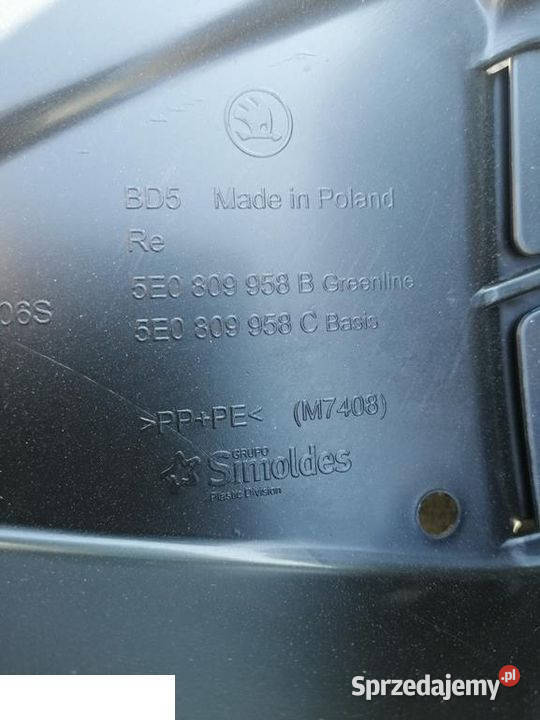 BD5 Made in Poland
Re
5E0 809 958 B Greenline
06S
5E0 809 958 C Basis
>PP+PE< (M7408)
GRUPO
Simoldes
Plastic Division
Sprzedajemy.pl